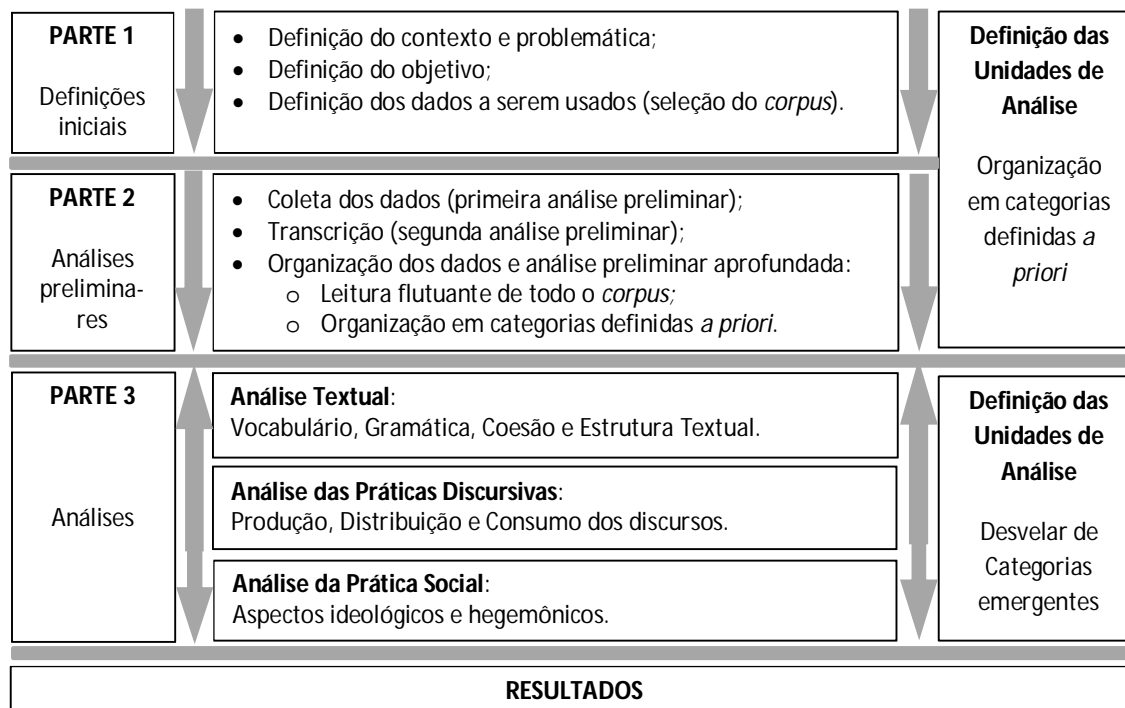 PARTE 1
Definições
iniciais
• Definição do contexto e problemática;
• Definição do objetivo;
• Definição dos dados a serem usados (seleção do corpus).
Definição das
Unidades de
Análise
Organização
em categorias
definidas a
priori
PARTE 2
Análises
prelimina-
res
• Coleta dos dados (primeira análise preliminar);
• Transcrição (segunda análise preliminar);
• Organização dos dados e análise preliminar aprofundada:
o Leitura flutuante de todo o corpus;
o Organização em categorias definidas a priori.
PARTE 3
Análises
Análise Textual:
Vocabulário, Gramática, Coesão e Estrutura Textual.
Análise das Práticas Discursivas:
Produção, Distribuição e Consumo dos discursos.
Análise da Prática Social:
Aspectos ideológicos e hegemônicos.
Definição das
Unidades de
Análise
Desvelar de
Categorias
emergentes
RESULTADOS